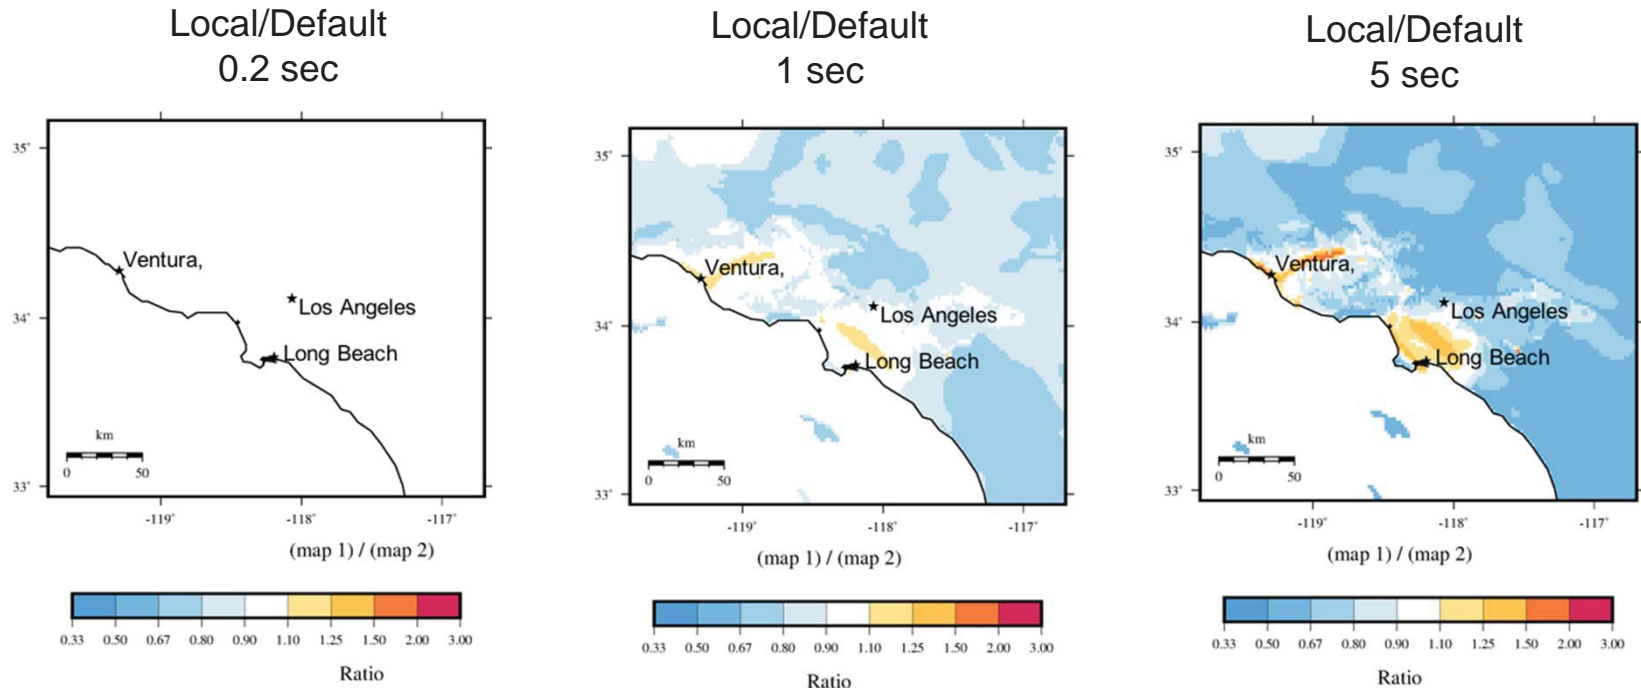 Local/Default
0.2 sec
35°
34°
33°
Ventura,
Los Angeles
Long Beach
km
0 50
-119° -118° -117°
(map 1) / (map 2)
0.33 0.50 0.67 0.80 0.90 1.10 1.25 1.50 2.00 3.00
Ratio
Local/Default
1 sec
35°
34°
33°
Ventura,
Los Angeles
Long Beach
km
0 50
-119° -118° -117°
(map 1) / (map 2)
0.33 0.50 0.67 0.80 0.90 1.10 1.25 1.50 2.00 3.00
Ratio
Local/Default
5 sec
35°
34°
33°
Ventura,
Los Angeles
Long Beach
km
0 50
-119° -118° -117°
(map 1) / (map 2)
0.33 0.50 0.67 0.80 0.90 1.10 1.25 1.50 2.00 3.00
Ratio